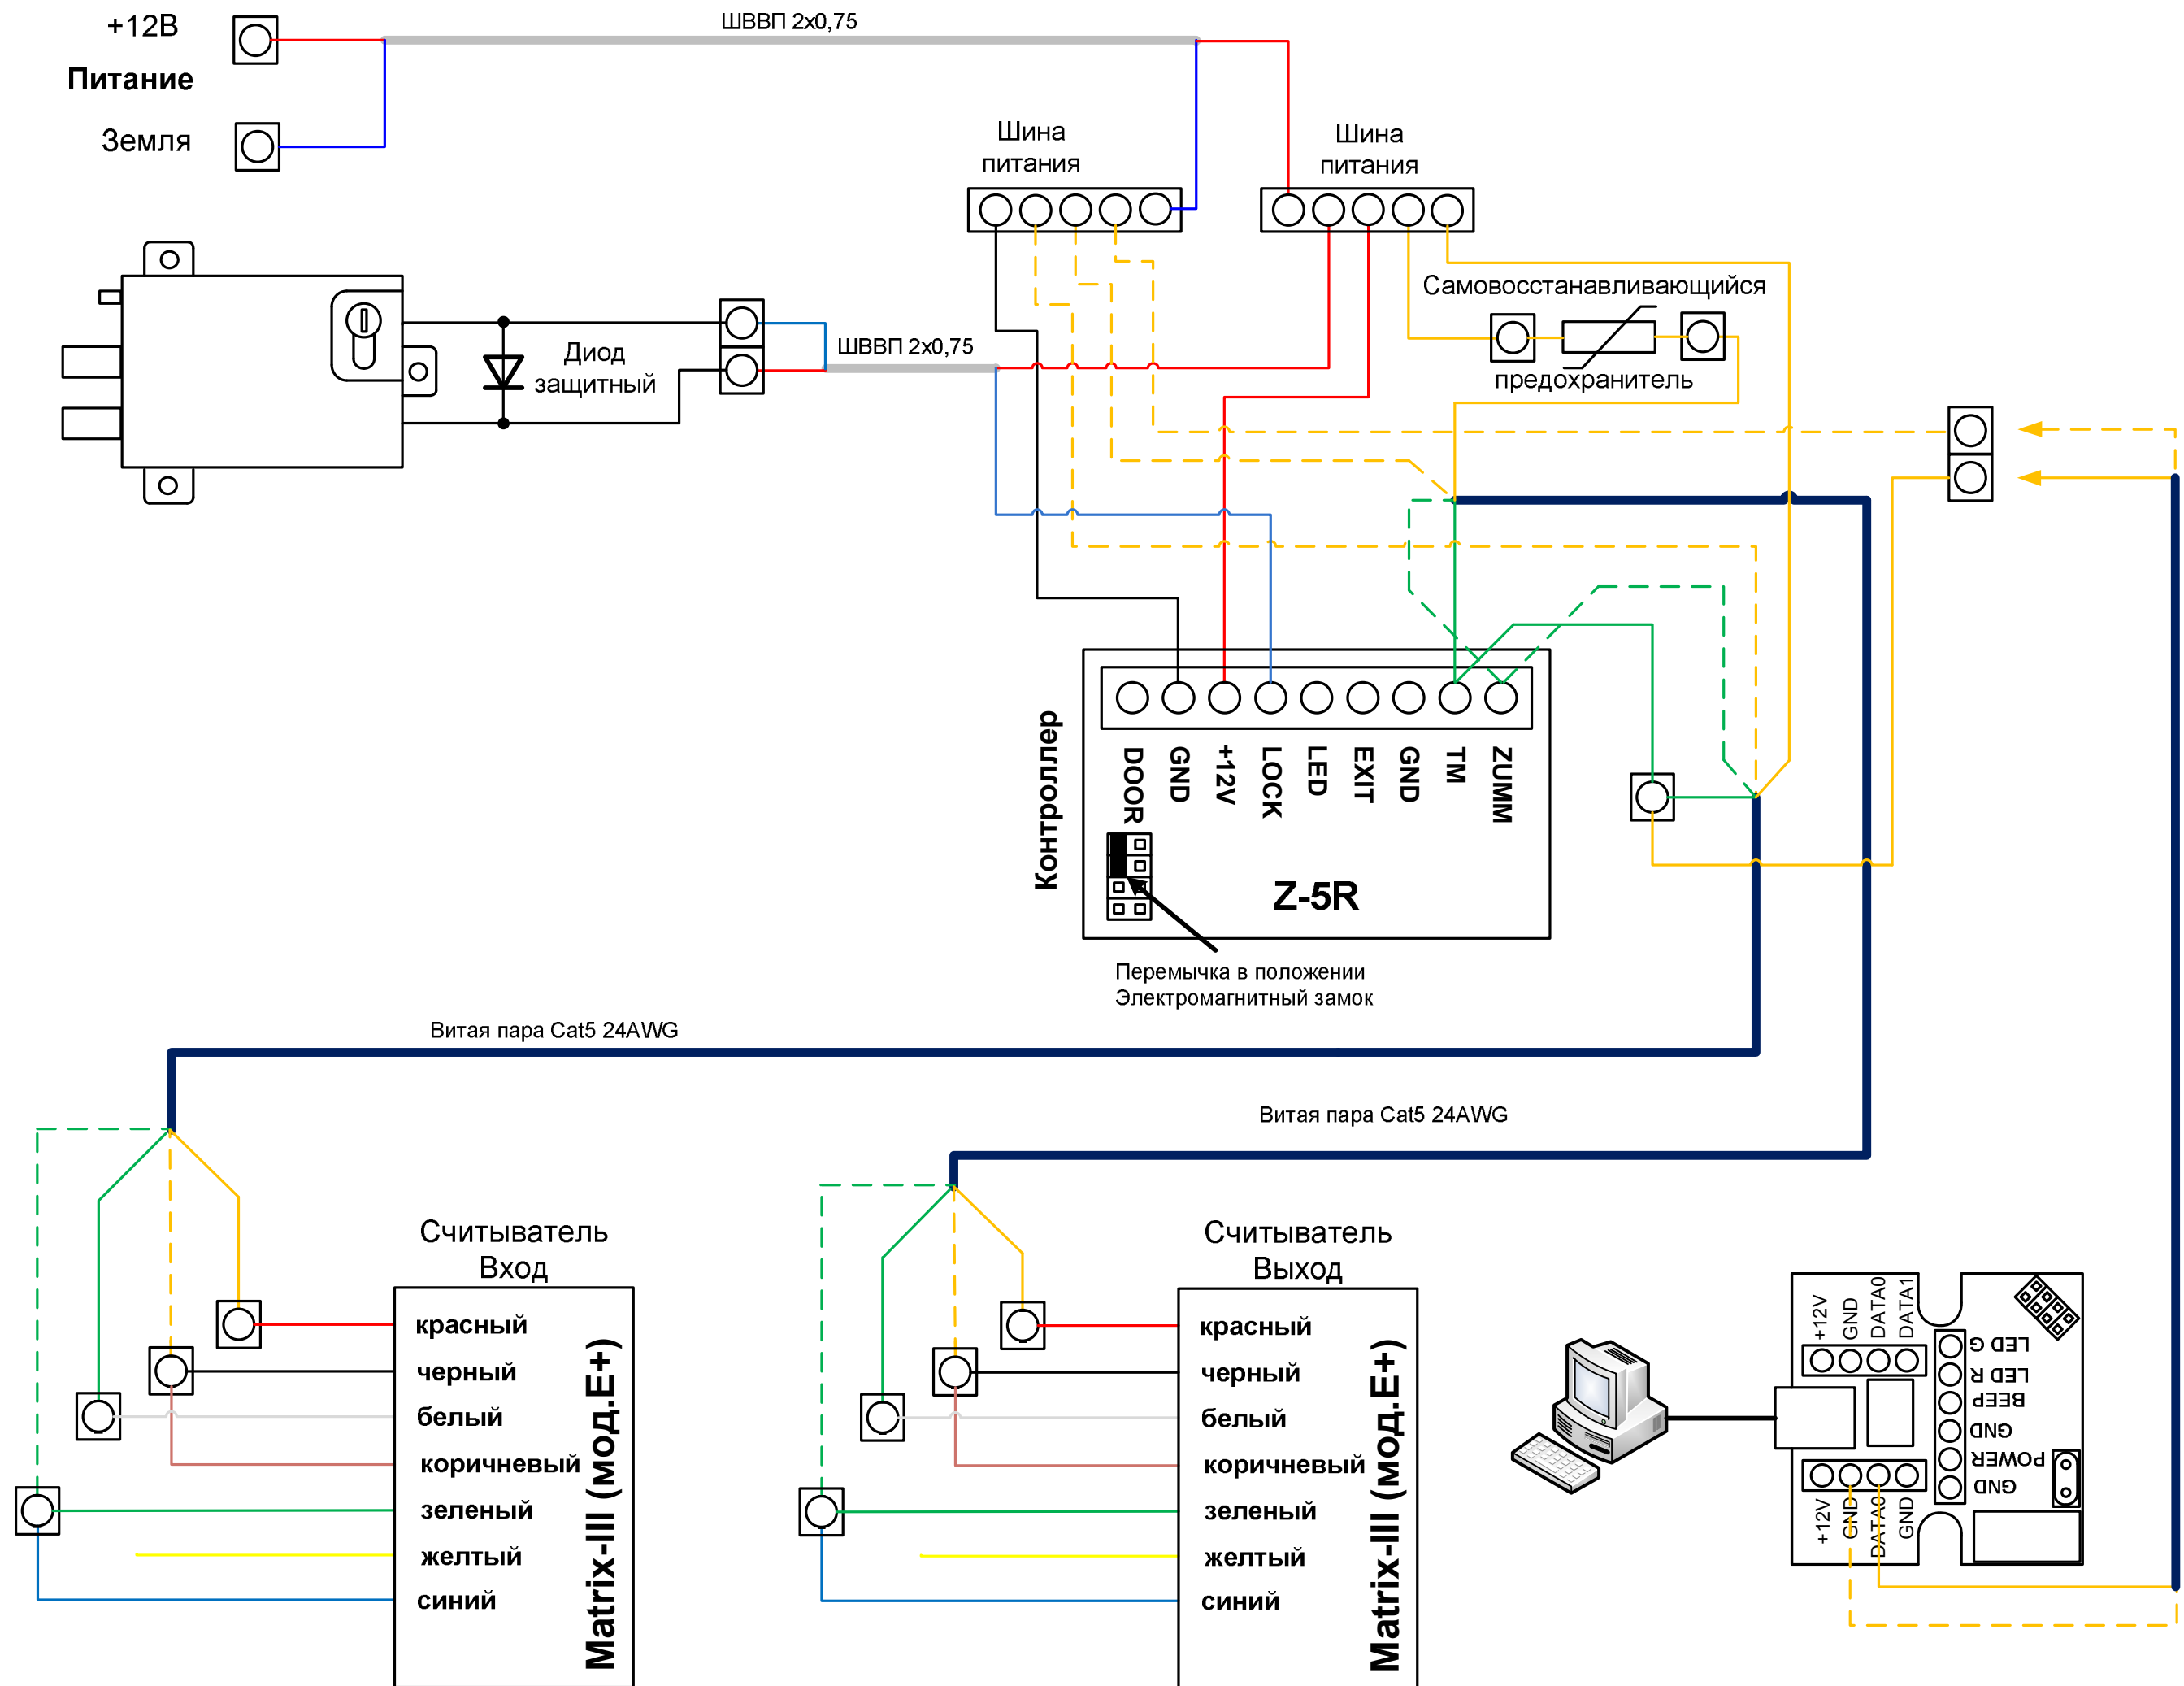 +12В
Питание
Земля
ШВВП 2х0,75
Шина
питания
Шина
питания
Самовосстанавливающийся
предохранитель
Диод
защитный
ШВВП 2х0,75
Контроллер
DOOR
GND
+12V
LOCK
LED
EXIT
GND
TM
ZUMM
Z-5R
Перемычка в положении
Электромагнитный замок
Витая пара Cat5 24AWG
Витая пара Cat5 24AWG
Считыватель
Вход
красный
черный
белый
коричневый
зеленый
желтый
синий
Matrix-III (мод.E+)
Считыватель
Выход
красный
черный
белый
коричневый
зеленый
желтый
синий
Matrix-III (мод.E+)
+12V
GND
DATA0
DATA1
LED G
LED R
BEEP
GND
POWER
GND
+12V
GND
DATA0
GND